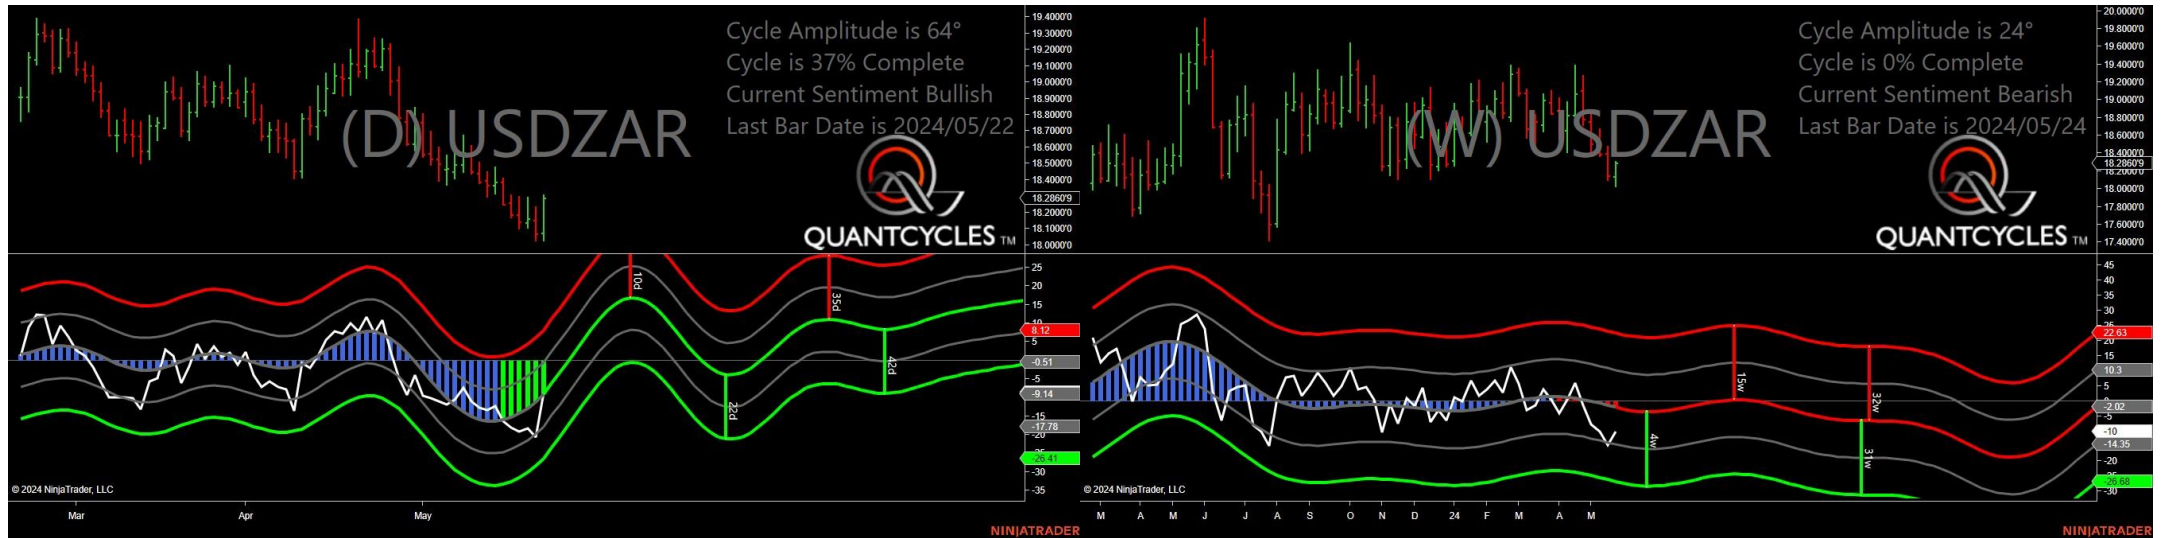 Cycle Amplitude is 64°
Cycle is 37% Complete
Current Sentiment Bullish
Last Bar Date is 2024/05/22
(D) USDZAR
QUANTCYCLES TM
19.4000'0
19.3000'0
19.2000'0
19.1000'0
19.0000'0
18.9000'0
18.8000'0
18.7000'0
18.6000'0
18.5000'0
18.4000'0
18.2860'9
18.2000'0
18.1000'0
18.0000'0
10d
35d
22d
42d
25
20
15
8.12
5
-0.51
-5
-9.14
-15
-17.78
-20
-26.41
-30
-35
© 2024 NinjaTrader, LLC
Mar Apr May
NINJATRADER
Cycle Amplitude is 24°
Cycle is 0% Complete
Current Sentiment Bearish
Last Bar Date is 2024/05/24
(W) USDZAR
QUANTCYCLES TM
20.0000'0
19.8000'0
19.6000'0
19.4000'0
19.2000'0
19.0000'0
18.8000'0
18.6000'0
18.4000'0
18.2860'9
18.2000'0
18.0000'0
17.8000'0
17.6000'0
17.4000'0
15w
32w
4w
31w
45
40
35
30
22.63
20
15
10.3
5
-2.02
-5
-10
-14.35
-20
-26.68
-30
© 2024 NinjaTrader, LLC
M A M J J A S O N D 24 F M A M
NINJATRADER